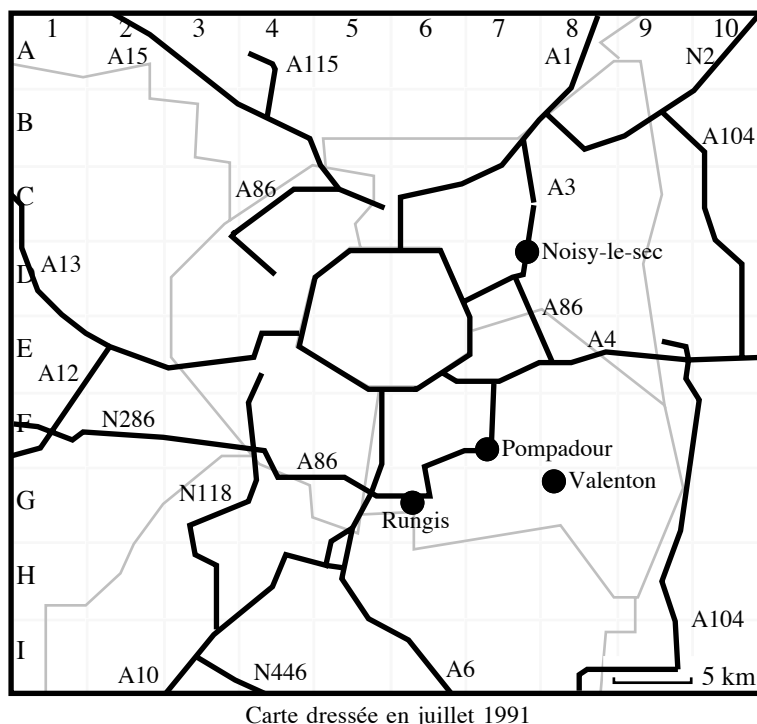 1 2 3 4 5 6 7 8 9 10
A
A15
A115
A1
N2
B
A104
C
A86
A3
D
A13
Noisy-le-sec
A86
E
A12
A4
F
N286
A86
Pompadour
G
N118
Valenton
Rungis
H
I
A104
A10
N446
A6
5 km
Carte dressée en juillet 1991